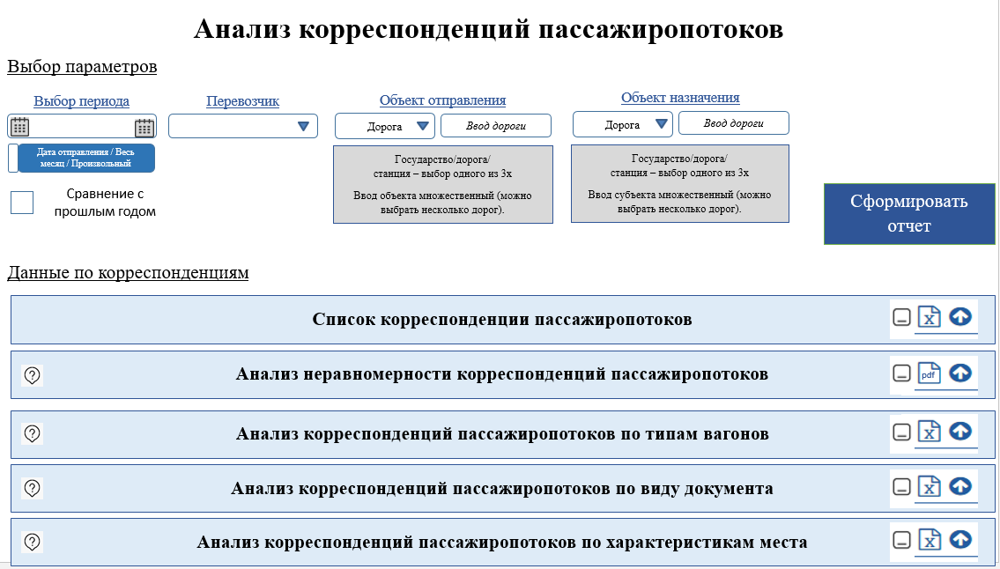 Анализ корреспонденций пассажиропотоков
Выбор параметров
Выбор периода
Перевозчик
Объект отправления
Объект назначения
Дорога
Ввод дороги
Дорога
Ввод дороги
Дата отправления / Весь
месяц / Произвольный
Государство/дорога/
станция – выбор одного из 3х
Ввод объекта множественный (можно
выбрать несколько дорог).
Государство/дорога/
станция – выбор одного из 3х
Ввод субъекта множественный (можно
выбрать несколько дорог).
Сравнение с
прошлым годом
Сформировать
отчет
Данные по корреспонденциям
Список корреспонденции пассажиропотоков
X
?
Анализ неравномерности корреспонденций пассажиропотоков
pdf
?
Анализ корреспонденций пассажиропотоков по типам вагонов
X
?
Анализ корреспонденций пассажиропотоков по виду документа
X
?
Анализ корреспонденций пассажиропотоков по характеристикам места
X